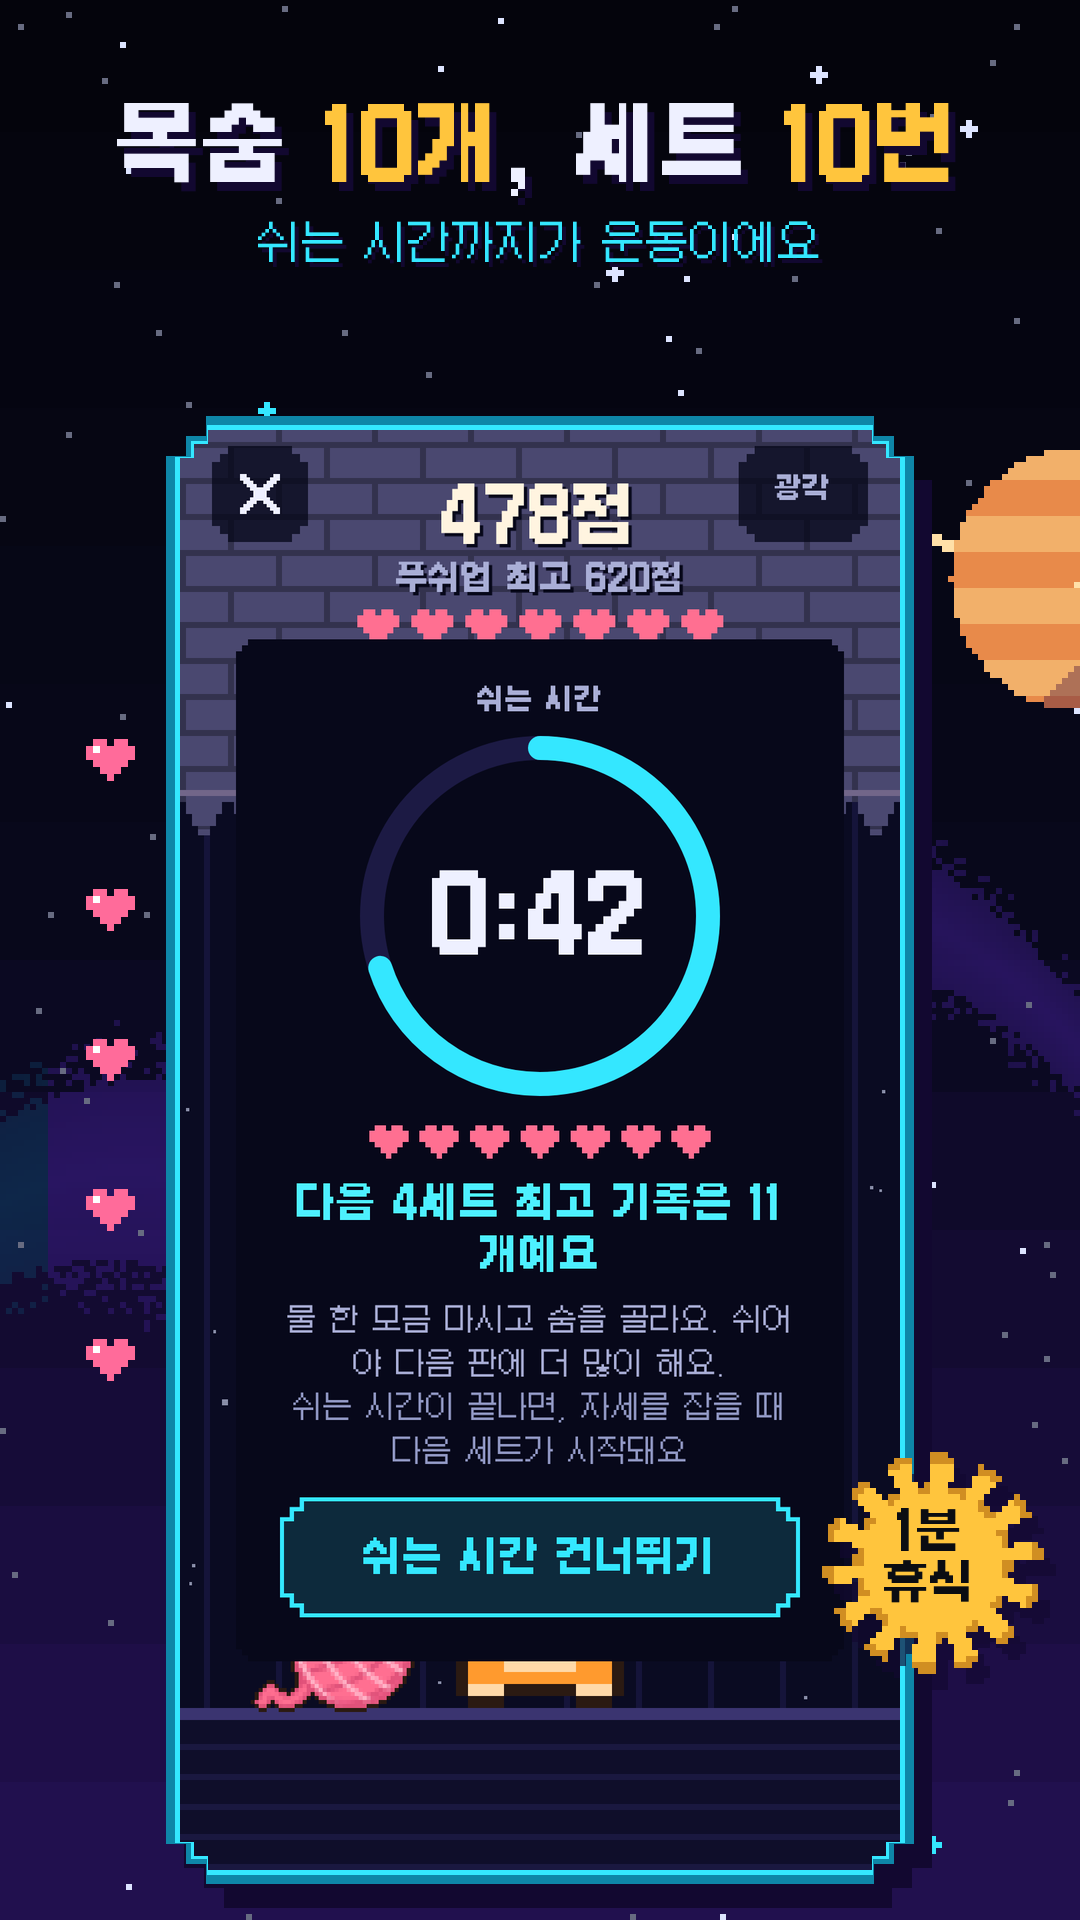 목숨 10개, 세트 10번
쉬는 시간까지가 운동이에요
광각
478점
푸쉬업 최고 620점
쉬는 시간
0:42
다음 4세트 최고 기록은 11
개예요
물 한 모금 마시고 숨을 골라요. 쉬어
야 다음 판에 더 많이 해요.
쉬는 시간이 끝나면, 자세를 잡을 때
다음 세트가 시작돼요
쉬는 시간 건너뛰기
1분
휴식